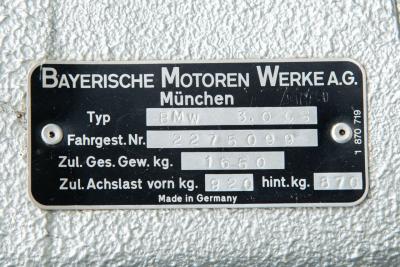 BAYERISCHE MOTOREN WERKE A.G.
München
Typ BMW 3.0 CS
Fahrgest. Nr. 2275099
Zul. Ges. Gew. kg. 1650
Zul. Achslast vorn kg. 820 hint. kg. 870
Made in Germany
1 870 719